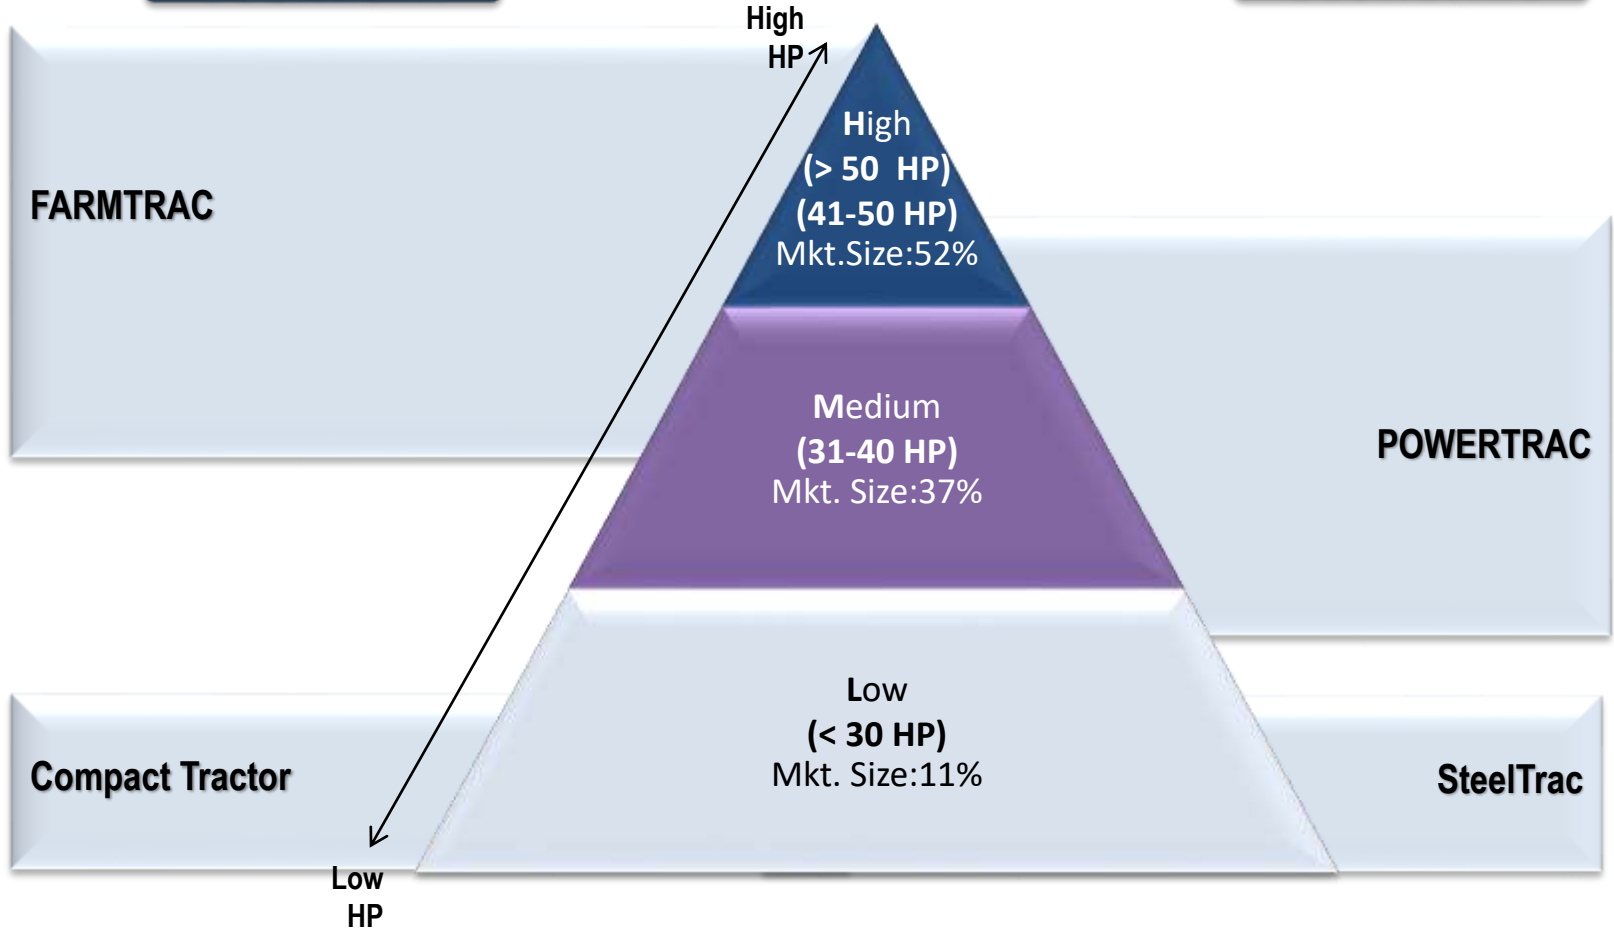 High
HP
High
(> 50  HP)
(41-50 HP)
Mkt.Size:52%
FARMTRAC
Medium
(31-40 HP)
Mkt. Size:37%
POWERTRAC
Low
(< 30 HP)
Mkt. Size:11%
Compact Tractor
SteelTrac
Low
HP